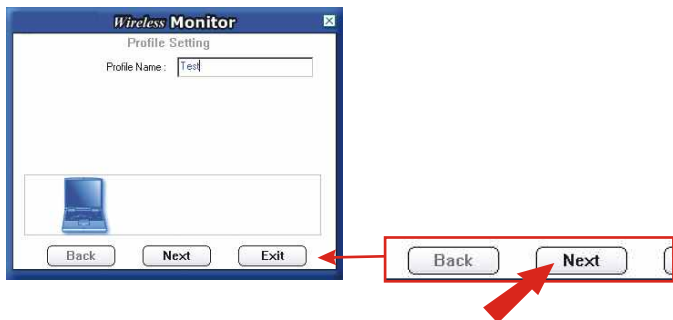 Wireless Monitor
Profile Setting
Profile Name : Test
Back Next Exit
Back Next